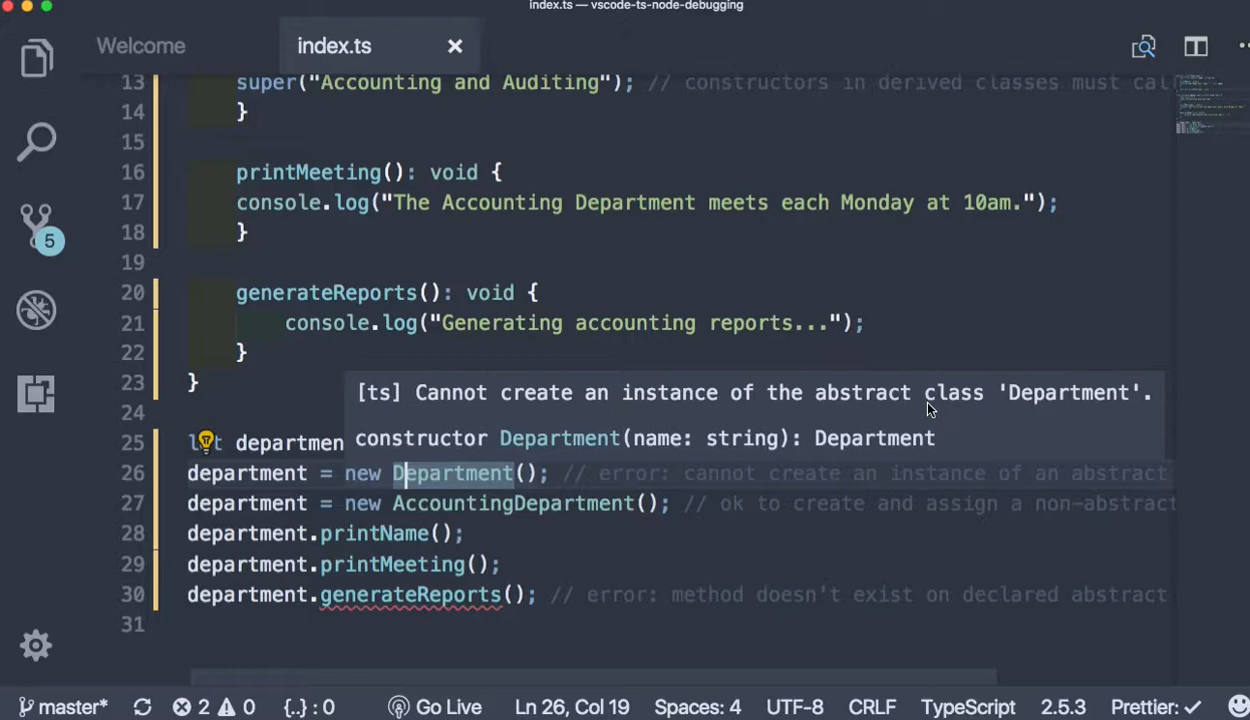 index.ts — vscode-ts-node-debugging
Welcome index.ts ×
13 super("Accounting and Auditing"); // constructors in derived classes must call
14 }
15
16 printMeeting(): void {
17 console.log("The Accounting Department meets each Monday at 10am.");
18 }
19
20 generateReports(): void {
21 console.log("Generating accounting reports...");
22 }
23 }
24
[ts] Cannot create an instance of the abstract class 'Department'.
constructor Department(name: string): Department
25 let departmen
26 department = new Department(); // error: cannot create an instance of an abstract
27 department = new AccountingDepartment(); // ok to create and assign a non-abstract
28 department.printName();
29 department.printMeeting();
30 department.generateReports(); // error: method doesn't exist on declared abstract
31
5
master* 2 0 {..} : 0 Go Live Ln 26, Col 19 Spaces: 4 UTF-8 CRLF TypeScript 2.5.3 Prettier: ✓